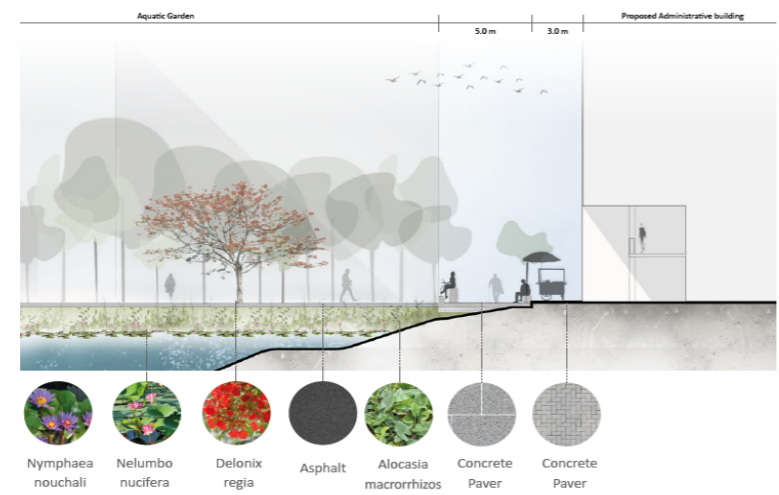 Aquatic Garden
5.0 m
3.0 m
Proposed Administrative building
Nymphaea
nouchali
Nelumbo
nucifera
Delonix
regia
Asphalt
Alocasia
macrorrhizos
Concrete
Paver
Concrete
Paver